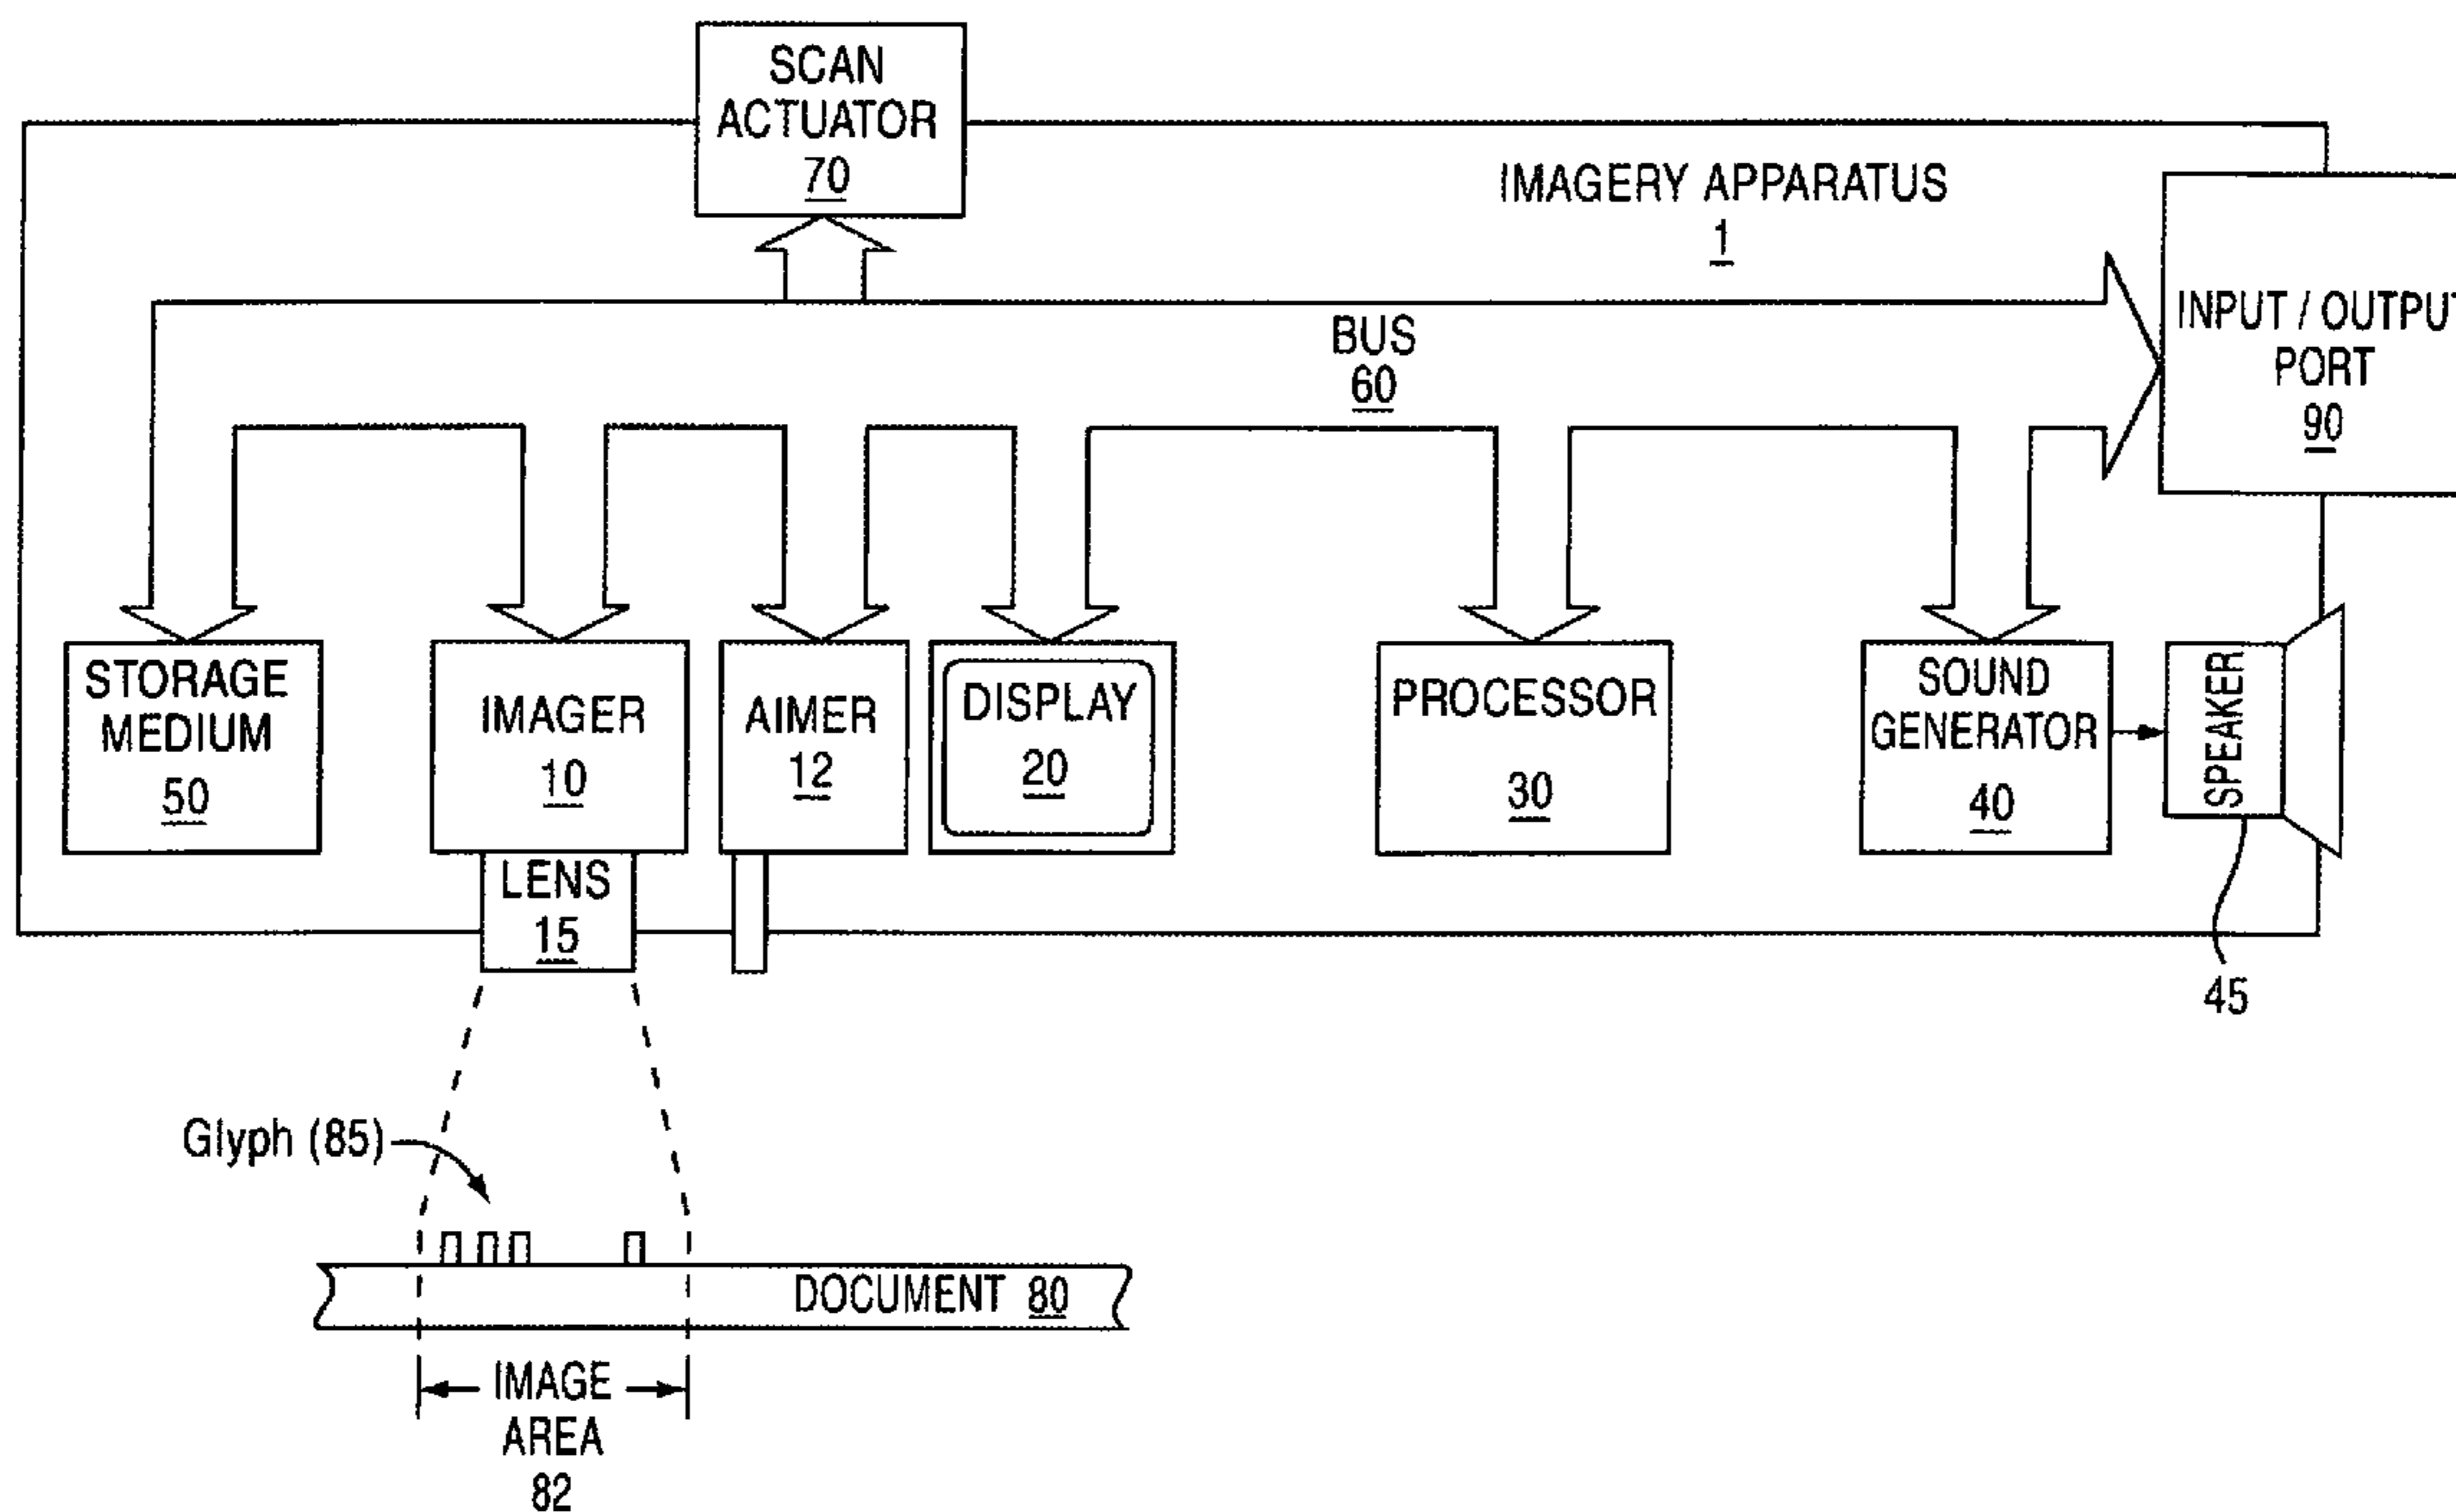 SCAN
ACTUATOR
70
IMAGERY APPARATUS
1
INPUT / OUTPUT
PORT
90
BUS
60
STORAGE
MEDIUM
50
IMAGER
10
AIMER
12
DISPLAY
20
PROCESSOR
30
SOUND
GENERATOR
40
SPEAKER
LENS
15
45
Glyph (85)
DOCUMENT 80
IMAGE
AREA
82